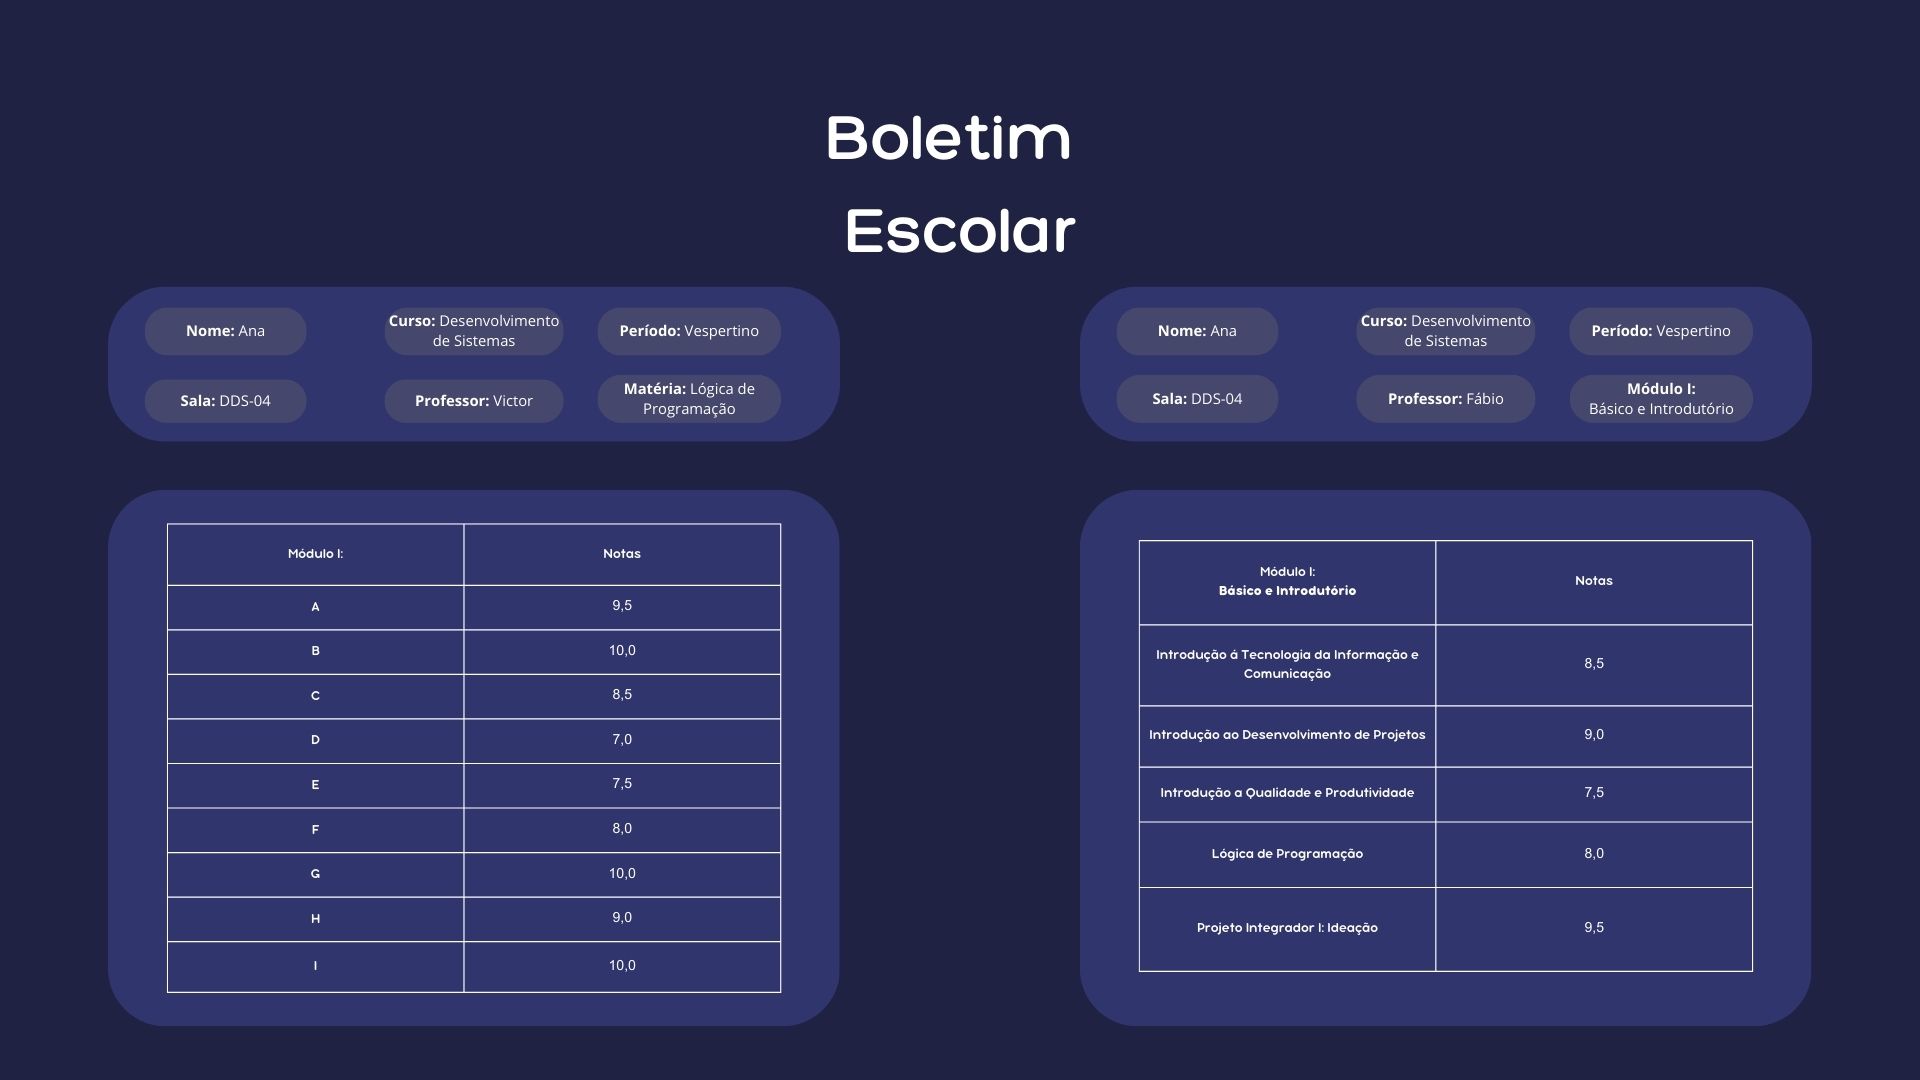 Boletim
Escolar
Nome: Ana
Curso: Desenvolvimento
de Sistemas
Período: Vespertino
Sala: DDS-04
Professor: Victor
Matéria: Lógica de
Programação
Módulo I:
Notas
A
9,5
B
10,0
C
8,5
D
7,0
E
7,5
F
8,0
G
10,0
H
9,0
I
10,0
Nome: Ana
Curso: Desenvolvimento
de Sistemas
Período: Vespertino
Sala: DDS-04
Professor: Fábio
Módulo I:
Básico e Introdutório
Módulo I:
Básico e Introdutório
Notas
Introdução á Tecnologia da Informação e
Comunicação
8,5
Introdução ao Desenvolvimento de Projetos
9,0
Introdução a Qualidade e Produtividade
7,5
Lógica de Programação
8,0
Projeto Integrador I: Ideação
9,5